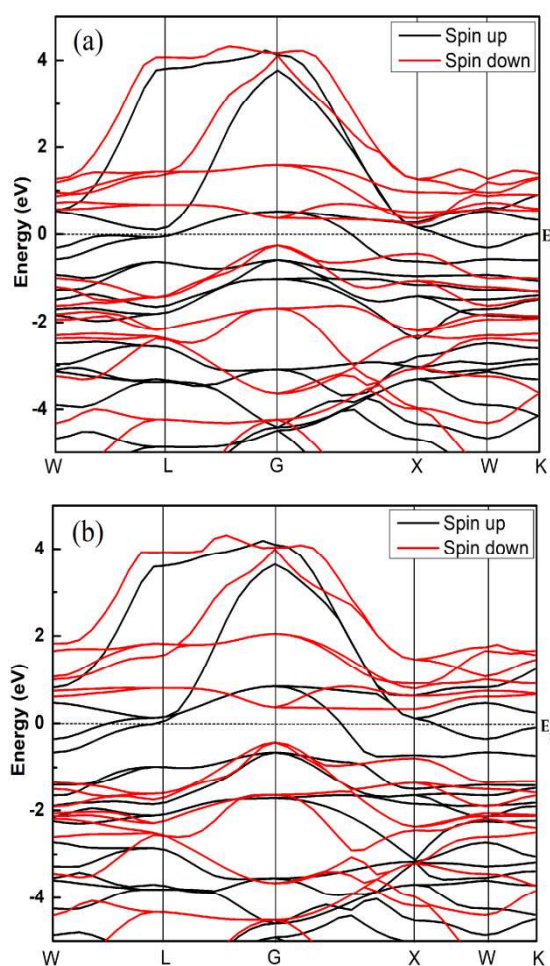 (a)
Spin up
Spin down
Energy (eV)
4
2
0
-2
-4
E
W L G X W K
(b)
Spin up
Spin down
Energy (eV)
4
2
0
-2
-4
E
W L G X W K